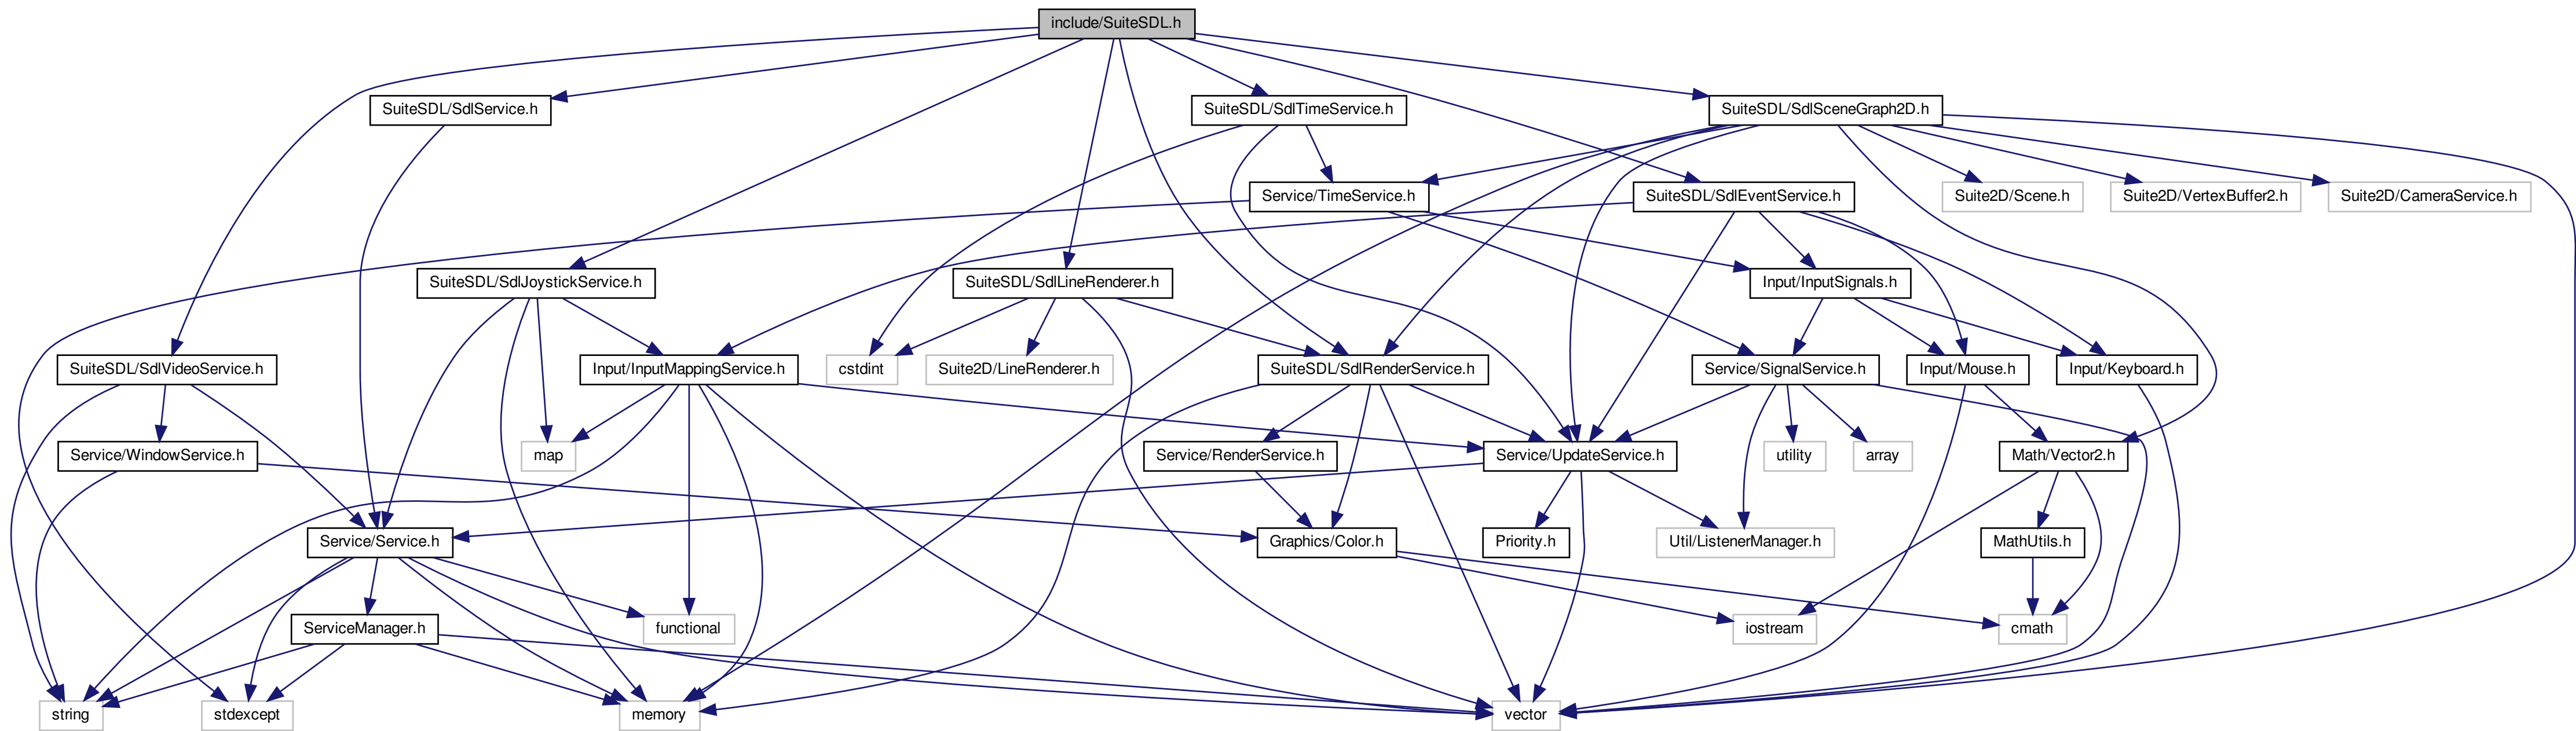 include/SuiteSDL.h
SuiteSDL/SdlService.h
SuiteSDL/SdlTimeService.h
SuiteSDL/SdlSceneGraph2D.h
Service/TimeService.h
SuiteSDL/SdlEventService.h
Suite2D/Scene.h
Suite2D/VertexBuffer2.h
Suite2D/CameraService.h
SuiteSDL/SdlJoystickService.h
SuiteSDL/SdlLineRenderer.h
Input/InputSignals.h
SuiteSDL/SdlVideoService.h
Input/InputMappingService.h
cstdint
Suite2D/LineRenderer.h
SuiteSDL/SdlRenderService.h
Service/SignalService.h
Input/Mouse.h
Input/Keyboard.h
Service/WindowService.h
map
Service/RenderService.h
Service/UpdateService.h
utility
array
Math/Vector2.h
Service/Service.h
Graphics/Color.h
Priority.h
Util/ListenerManager.h
MathUtils.h
ServiceManager.h
functional
iostream
cmath
string
stdexcept
memory
vector